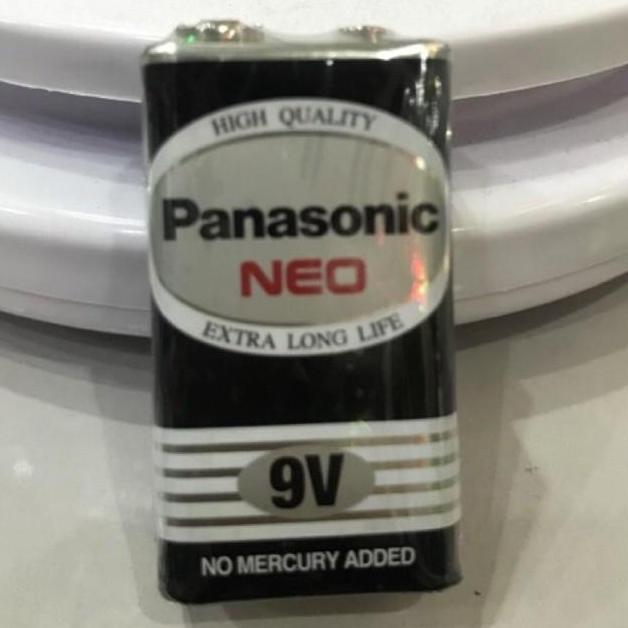 HIGH QUALITY
Panasonic
NEO
EXTRA LONG LIFE
9V
NO MERCURY ADDED